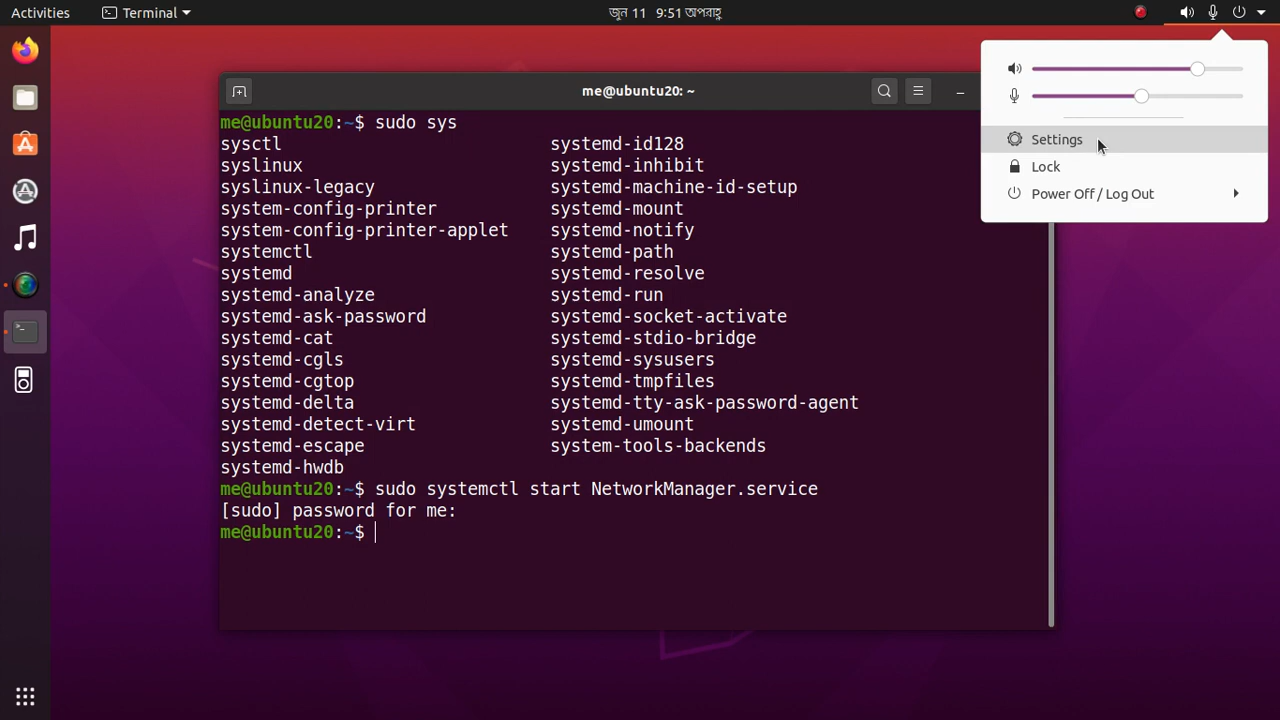 Activities Terminal জুন 11 9:51 অপরাহ্ণ
me@ubuntu20: ~
me@ubuntu20:~$ sudo sys
sysctl systemd-id128
syslinux systemd-inhibit
syslinux-legacy systemd-machine-id-setup
system-config-printer systemd-mount
system-config-printer-applet systemd-notify
systemctl systemd-path
systemd systemd-resolve
systemd-analyze systemd-run
systemd-ask-password systemd-socket-activate
systemd-cat systemd-stdio-bridge
systemd-cgls systemd-sysusers
systemd-cgtop systemd-tmpfiles
systemd-delta systemd-tty-ask-password-agent
systemd-detect-virt systemd-umount
systemd-escape system-tools-backends
systemd-hwdb
me@ubuntu20:~$ sudo systemctl start NetworkManager.service
[sudo] password for me:
me@ubuntu20:~$
Settings
Lock
Power Off / Log Out